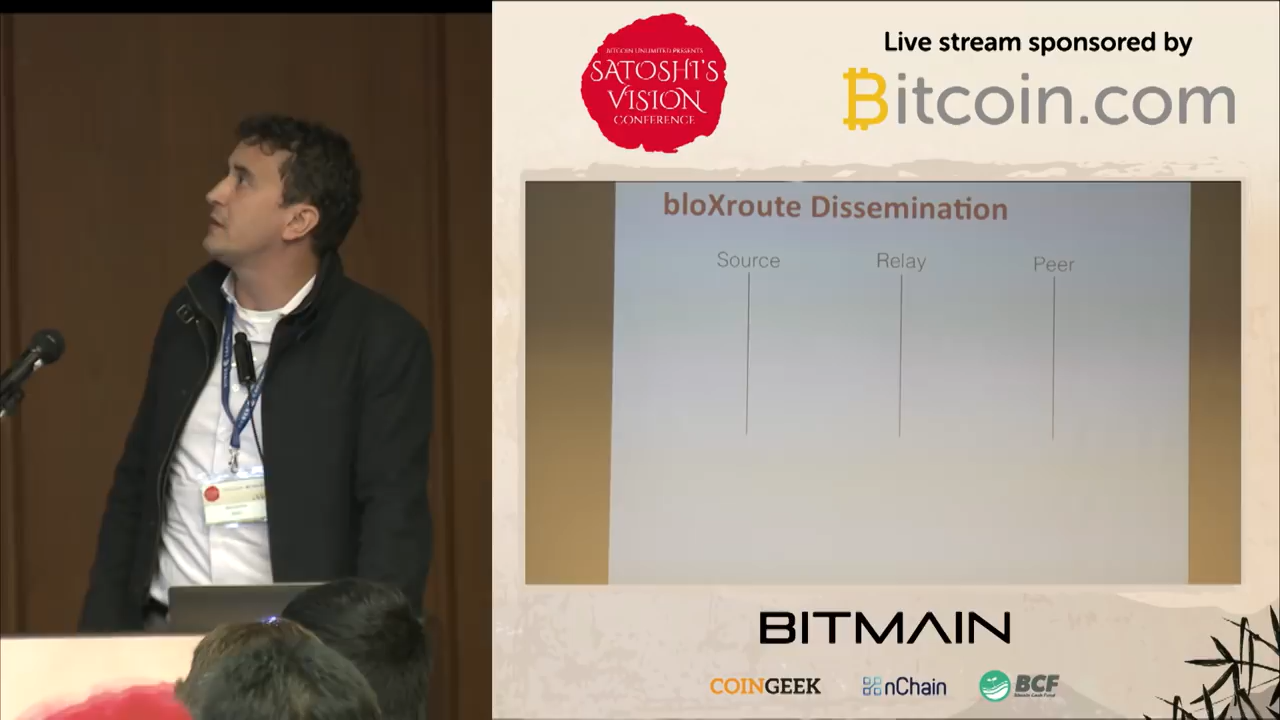 BITCOIN UNLIMITED PRESENTS
SATOSHI'S
VISION
CONFERENCE
Live stream sponsored by
Bitcoin.com
bloXroute Dissemination
Source Relay Peer
BITMAIN
COINGEEK nChain BCF